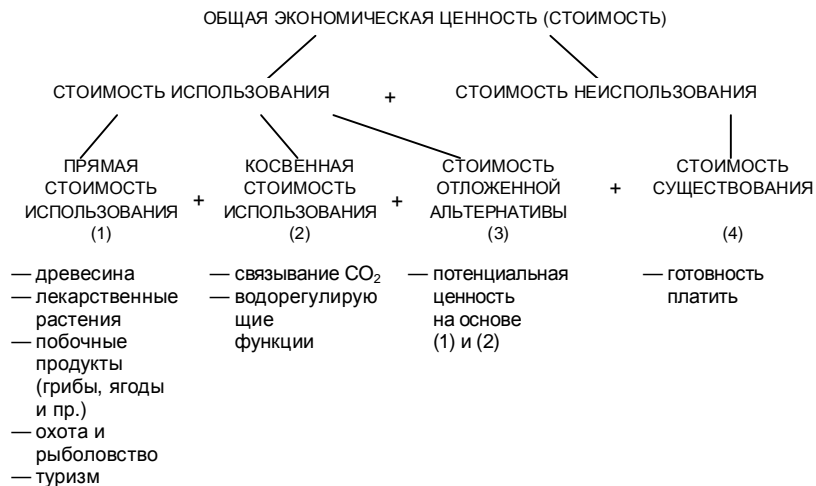 ОБЩАЯ ЭКОНОМИЧЕСКАЯ ЦЕННОСТЬ (СТОИМОСТЬ)
СТОИМОСТЬ ИСПОЛЬЗОВАНИЯ + СТОИМОСТЬ НЕИСПОЛЬЗОВАНИЯ
ПРЯМАЯ
СТОИМОСТЬ
ИСПОЛЬЗОВАНИЯ
(1)
+
КОСВЕННАЯ
СТОИМОСТЬ
ИСПОЛЬЗОВАНИЯ
(2)
+
СТОИМОСТЬ
ОТЛОЖЕННОЙ
АЛЬТЕРНАТИВЫ
(3)
+
СТОИМОСТЬ
СУЩЕСТВОВАНИЯ
(4)
— древесина
— лекарственные
растения
— побочные
продукты
(грибы, ягоды
и пр.)
— охота и
рыболовство
— туризм
— связывание CO₂
— водорегулирую
щие
функции
— потенциальная
ценность
на основе
(1) и (2)
— готовность
платить